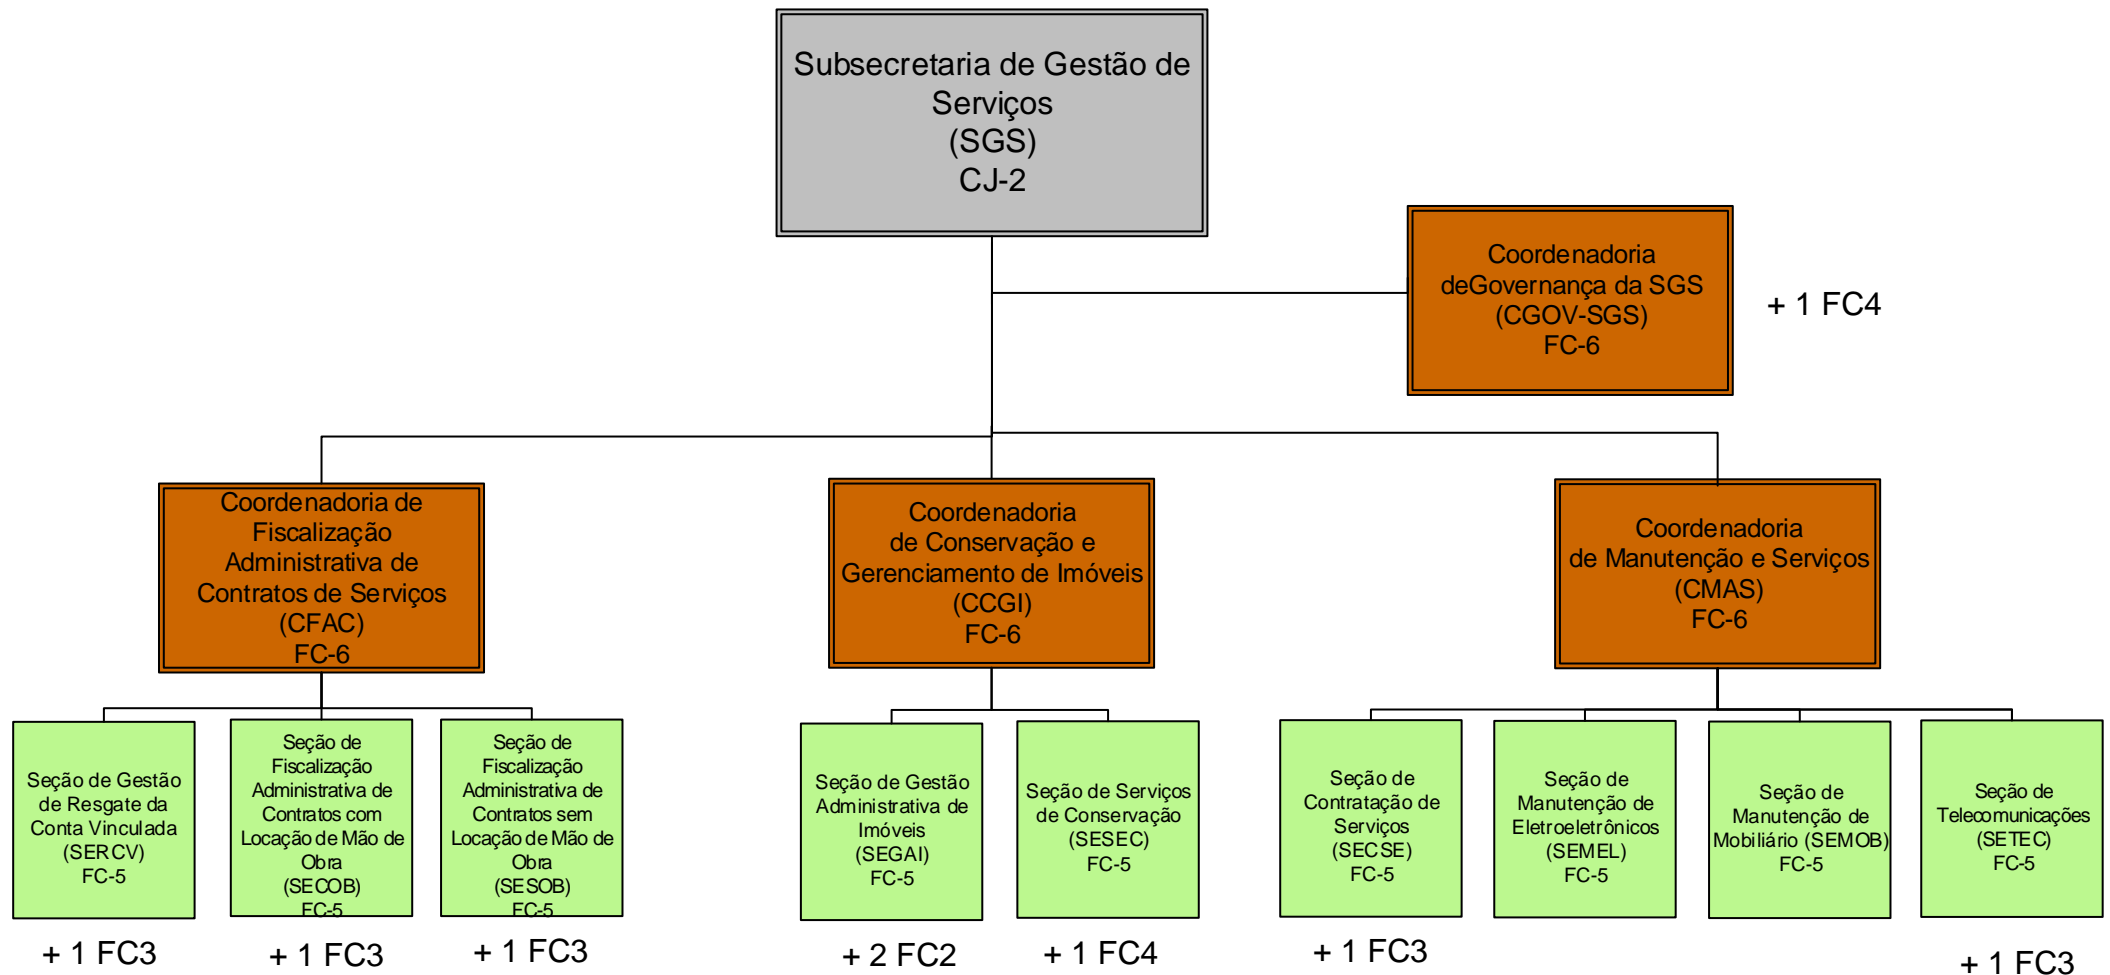 Subsecretaria de Gestão de
Serviços
(SGS)
CJ-2
Coordenadoria
deGovernança da SGS
(CGOV-SGS)
FC-6
+ 1 FC4
Coordenadoria de
Fiscalização
Administrativa de
Contratos de Serviços
(CFAC)
FC-6
Coordenadoria
de Conservação e
Gerenciamento de Imóveis
(CCGI)
FC-6
Coordenadoria
de Manutenção e Serviços
(CMAS)
FC-6
Seção de Gestão
de Resgate da
Conta Vinculada
(SERCV)
FC-5
+ 1 FC3
Seção de
Fiscalização
Administrativa de
Contratos com
Locação de Mão de
Obra
(SECOB)
FC-5
+ 1 FC3
Seção de
Fiscalização
Administrativa de
Contratos sem
Locação de Mão de
Obra
(SESOB)
FC-5
+ 1 FC3
Seção de Gestão
Administrativa de
Imóveis
(SEGAI)
FC-5
+ 2 FC2
Seção de Serviços
de Conservação
(SESEC)
FC-5
+ 1 FC4
Seção de
Contratação de
Serviços
(SECSE)
FC-5
+ 1 FC3
Seção de
Manutenção de
Eletroeletrônicos
(SEMEL)
FC-5
Seção de
Manutenção de
Mobiliário (SEMOB)
FC-5
Seção de
Telecomunicações
(SETEC)
FC-5
+ 1 FC3